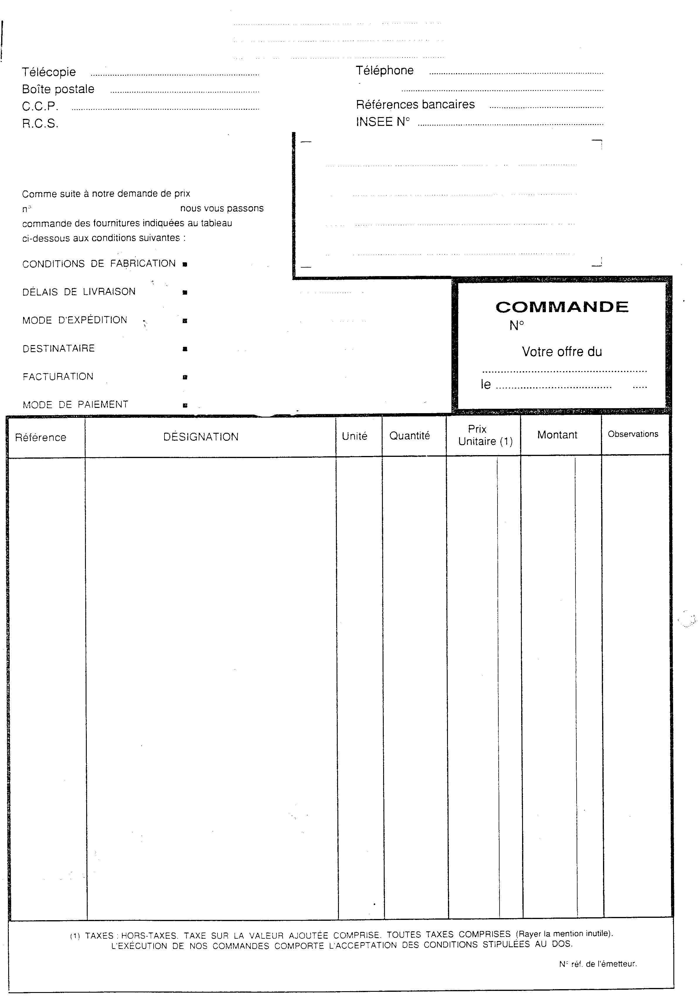 Télécopie
Téléphone
Boîte postale
C.C.P.
Références bancaires
R.C.S.
INSEE N°
Comme suite à notre demande de prix
n° nous vous passons
commande des fournitures indiquées au tableau
ci-dessous aux conditions suivantes :
CONDITIONS DE FABRICATION ■
DÉLAIS DE LIVRAISON ■
MODE D'EXPÉDITION ■
DESTINATAIRE ■
FACTURATION ■
MODE DE PAIEMENT ■
COMMANDE
N°
Votre offre du
le
Référence DÉSIGNATION Unité Quantité Prix Unitaire (1) Montant Observations
(1) TAXES : HORS-TAXES. TAXE SUR LA VALEUR AJOUTÉE COMPRISE. TOUTES TAXES COMPRISES (Rayer la mention inutile).
L'EXÉCUTION DE NOS COMMANDES COMPORTE L'ACCEPTATION DES CONDITIONS STIPULÉES AU DOS.
N° réf. de l'émetteur.